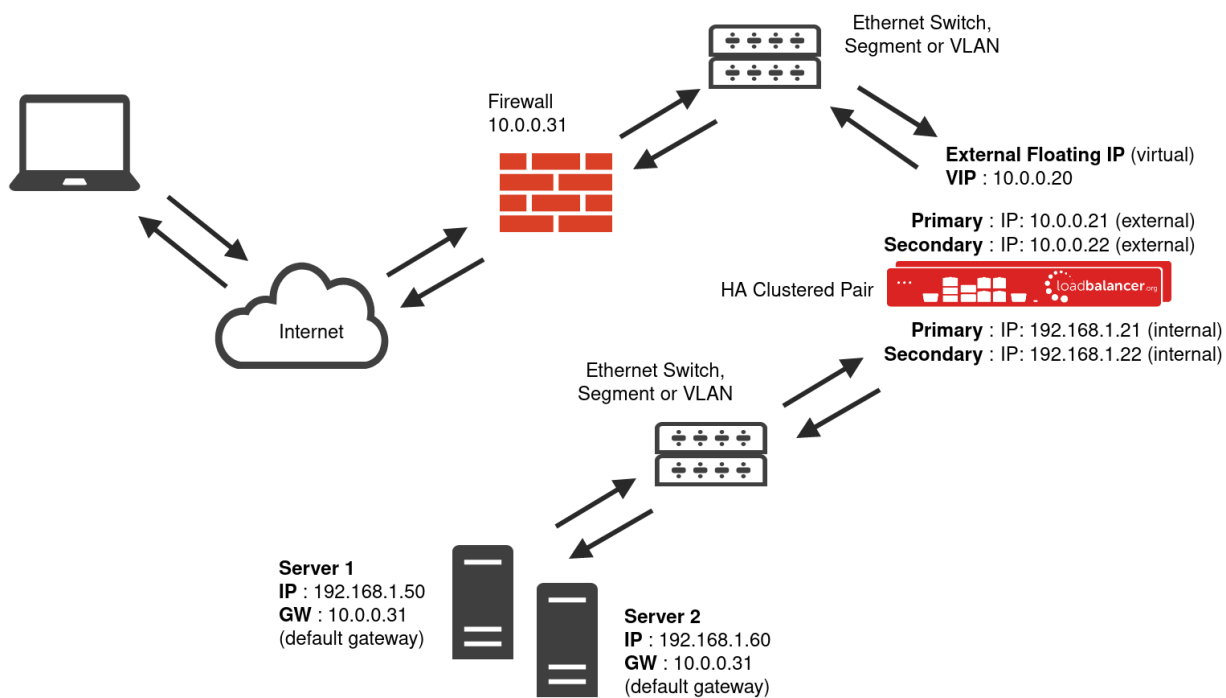 Ethernet Switch,
Segment or VLAN
Firewall
10.0.0.31
External Floating IP (virtual)
VIP : 10.0.0.20
Primary : IP: 10.0.0.21 (external)
Secondary : IP: 10.0.0.22 (external)
HA Clustered Pair
loadbalancer.org
Primary : IP: 192.168.1.21 (internal)
Secondary : IP: 192.168.1.22 (internal)
Internet
Ethernet Switch,
Segment or VLAN
Server 1
IP : 192.168.1.50
GW : 10.0.0.31
(default gateway)
Server 2
IP : 192.168.1.60
GW : 10.0.0.31
(default gateway)